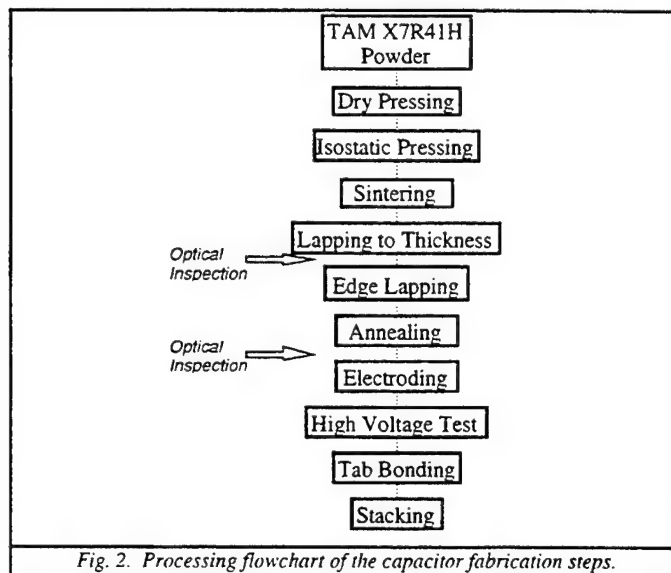 TAM X7R41H
Powder
Dry Pressing
Isostatic Pressing
Sintering
Lapping to Thickness
Optical
Inspection
Edge Lapping
Annealing
Optical
Inspection
Electroding
High Voltage Test
Tab Bonding
Stacking
Fig. 2. Processing flowchart of the capacitor fabrication steps.